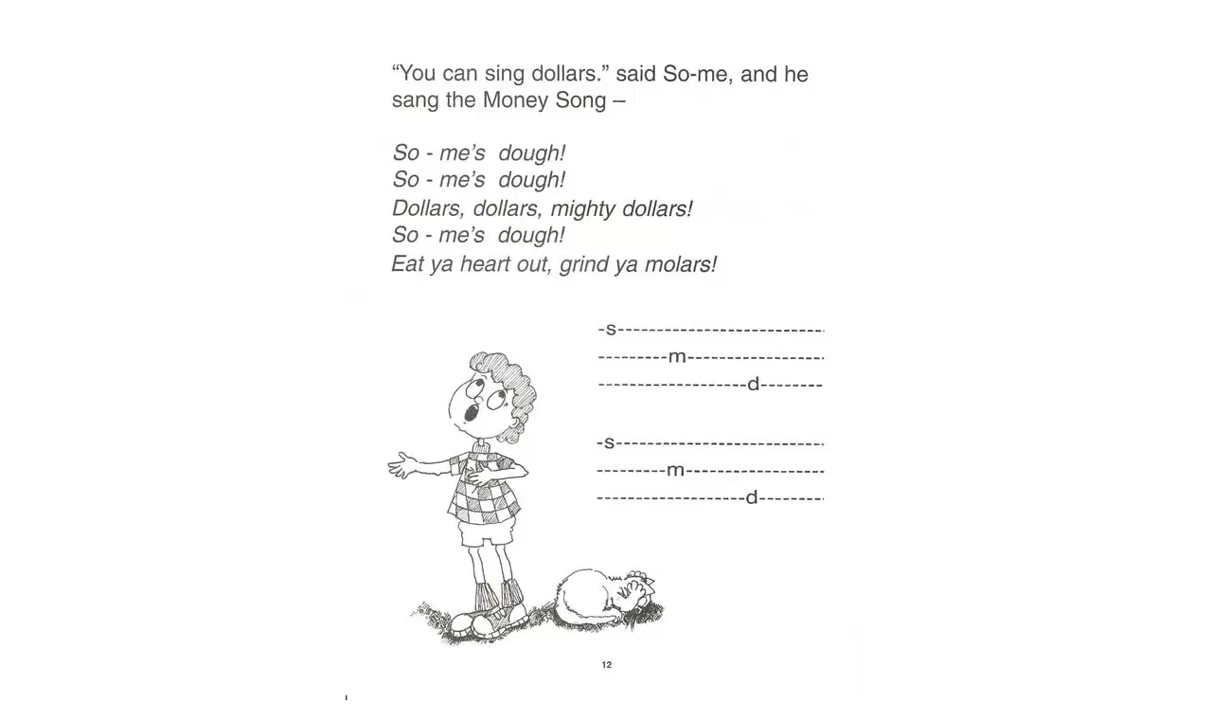 “You can sing dollars.” said So-me, and he
sang the Money Song –
So - me’s dough!
So - me’s dough!
Dollars, dollars, mighty dollars!
So - me’s dough!
Eat ya heart out, grind ya molars!
-s---------------------------
---------m------------------
-------------------d--------
-s---------------------------
---------m------------------
-------------------d--------
12